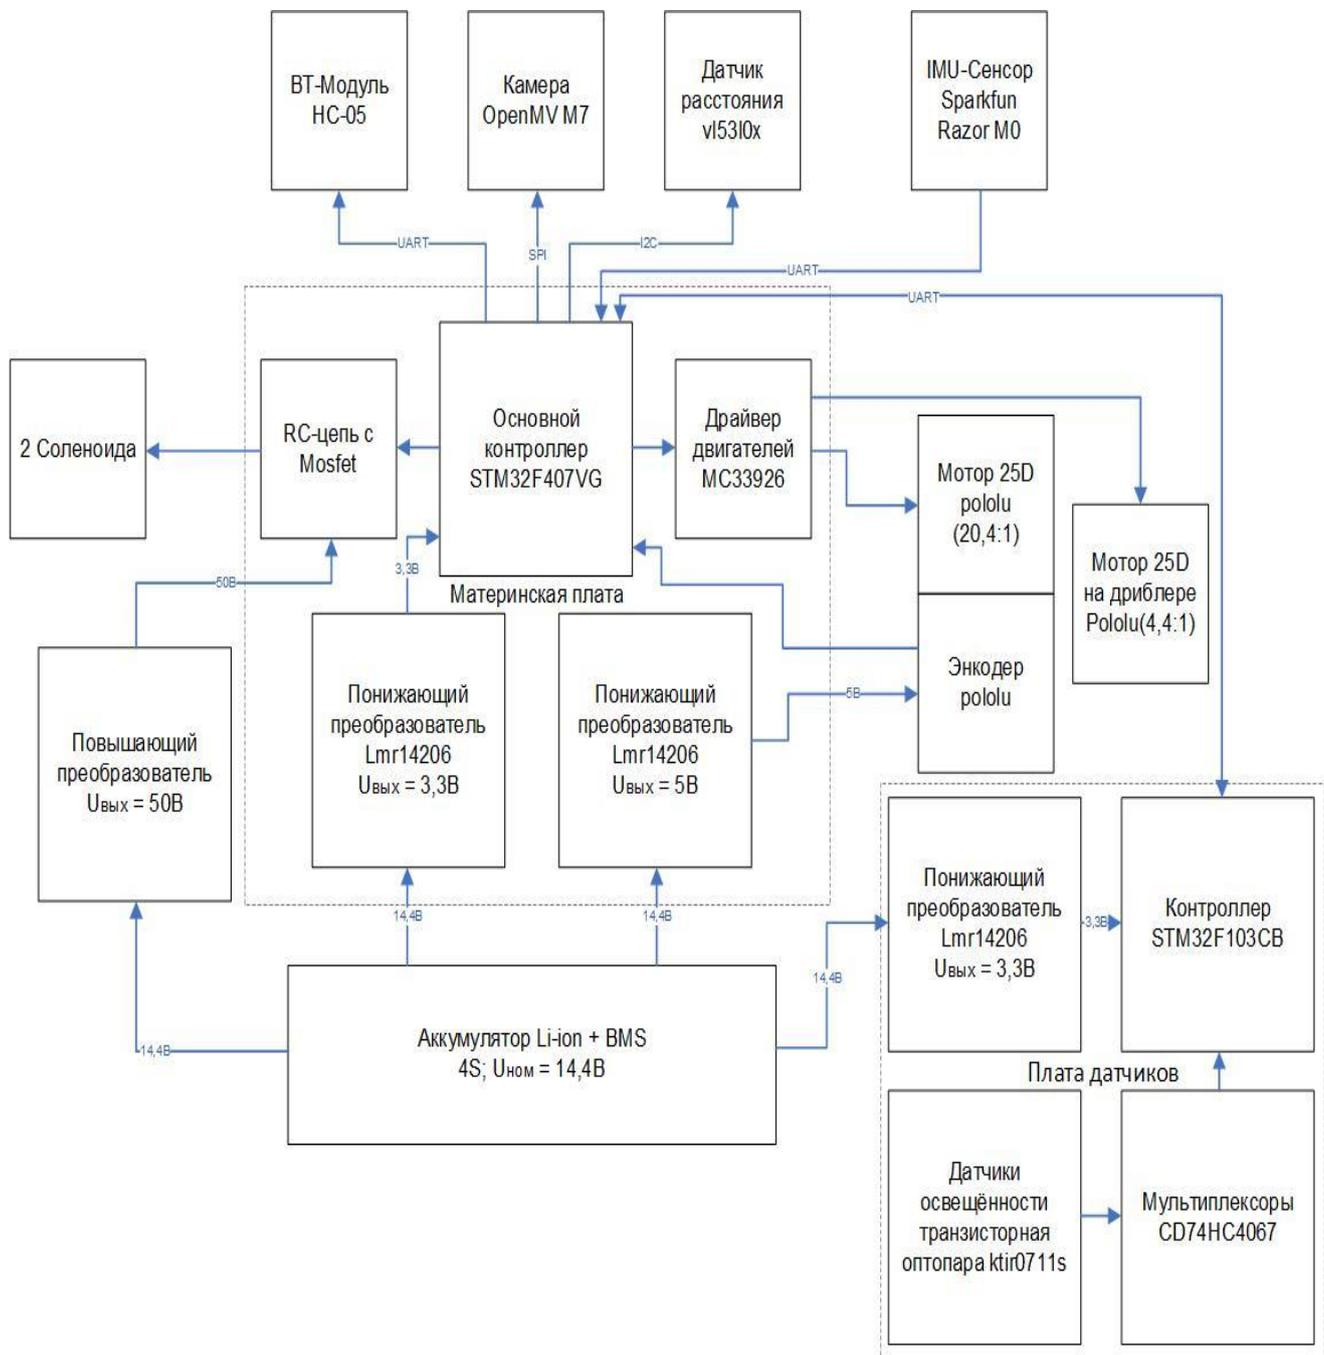 BT-Модуль
HC-05
Камера
OpenMV M7
Датчик
расстояния
vl53l0x
IMU-Сенсор
Sparkfun
Razor M0
UART
SPI
I2C
UART
UART
2 Соленоида
RC-цепь с
Mosfet
Основной
контроллер
STM32F407VG
Драйвер
двигателей
MC33926
Мотор 25D
pololu
(20,4:1)
Мотор 25D
на дриблере
Pololu(4,4:1)
3,3В
50В
Материнская плата
Энкодер
pololu
5В
Повышающий
преобразователь
Uвых = 50В
Понижающий
преобразователь
Lmr14206
Uвых = 3,3В
Понижающий
преобразователь
Lmr14206
Uвых = 5В
14,4В
14,4В
14,4В
14,4В
Аккумулятор Li-ion + BMS
4S; Uном = 14,4В
Понижающий
преобразователь
Lmr14206
Uвых = 3,3В
3,3В
Контроллер
STM32F103CB
Плата датчиков
Датчики
освещённости
транзисторная
оптопара ktir0711s
Мультиплексоры
CD74HC4067